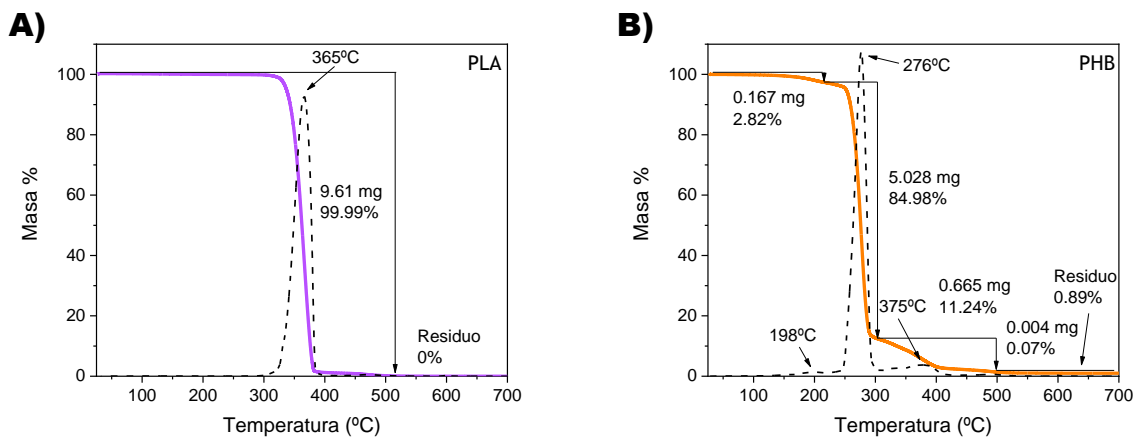 A)
PLA
365ºC
9.61 mg
99.99%
Residuo
0%
Masa %
100
80
60
40
20
0
100 200 300 400 500 600 700
Temperatura (ºC)
B)
PHB
276ºC
0.167 mg
2.82%
5.028 mg
84.98%
0.665 mg
11.24%
Residuo
0.89%
375ºC
0.004 mg
0.07%
198ºC
Masa %
100
80
60
40
20
0
100 200 300 400 500 600 700
Temperatura (ºC)